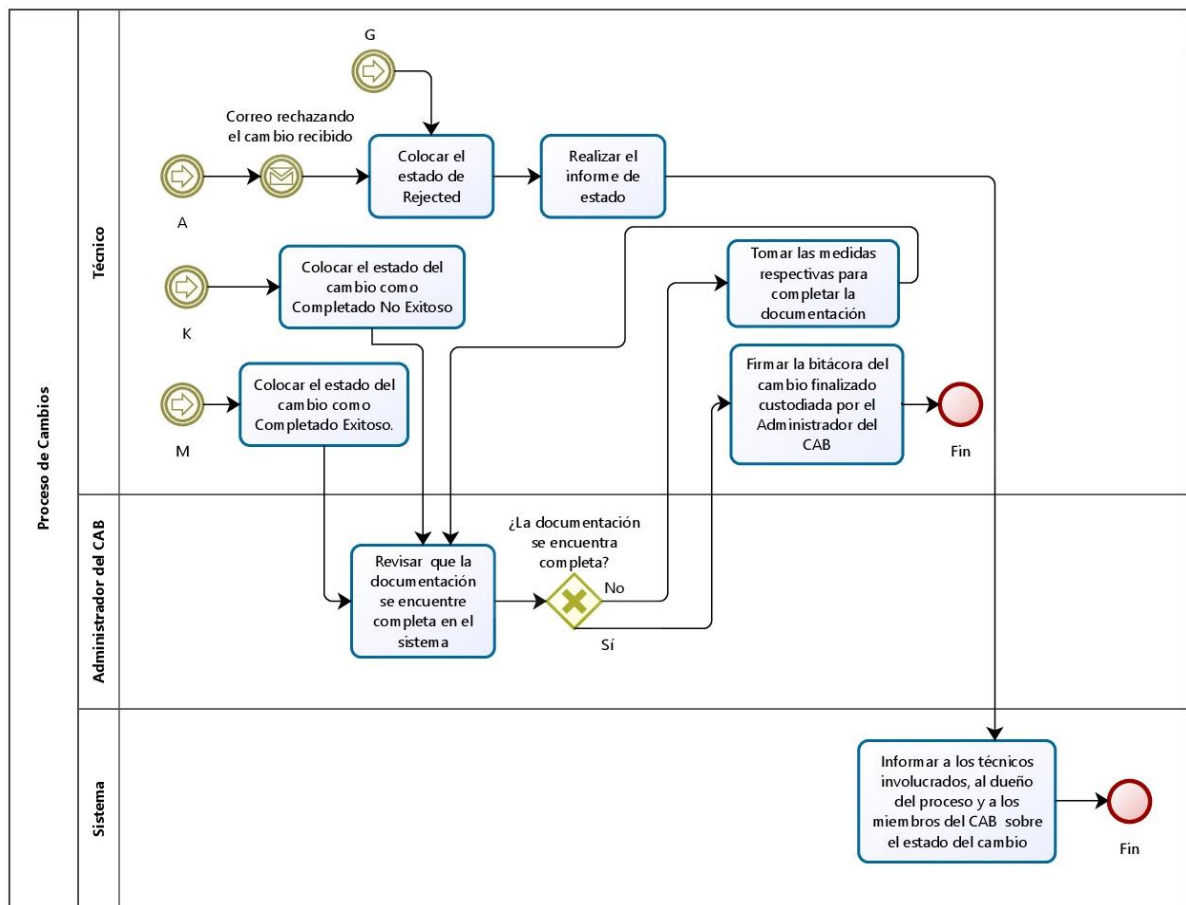 Proceso de Cambios
Técnico
G
Correo rechazando
el cambio recibido
A
Colocar el
estado de
Rejected
Realizar el
informe de
estado
K
Colocar el estado del
cambio como
Completado No Exitoso
Tomar las medidas
respectivas para
completar la
documentación
M
Colocar el estado del
cambio como
Completado Exitoso.
Firmar la bitácora del
cambio finalizado
custodiada por el
Administrador del
CAB
Fin
Administrador del CAB
Revisar que la
documentación
se encuentre
completa en el
sistema
¿La documentación
se encuentra
completa?
No
Sí
Sistema
Informar a los técnicos
involucrados, al dueño
del proceso y a los
miembros del CAB sobre
el estado del cambio
Fin